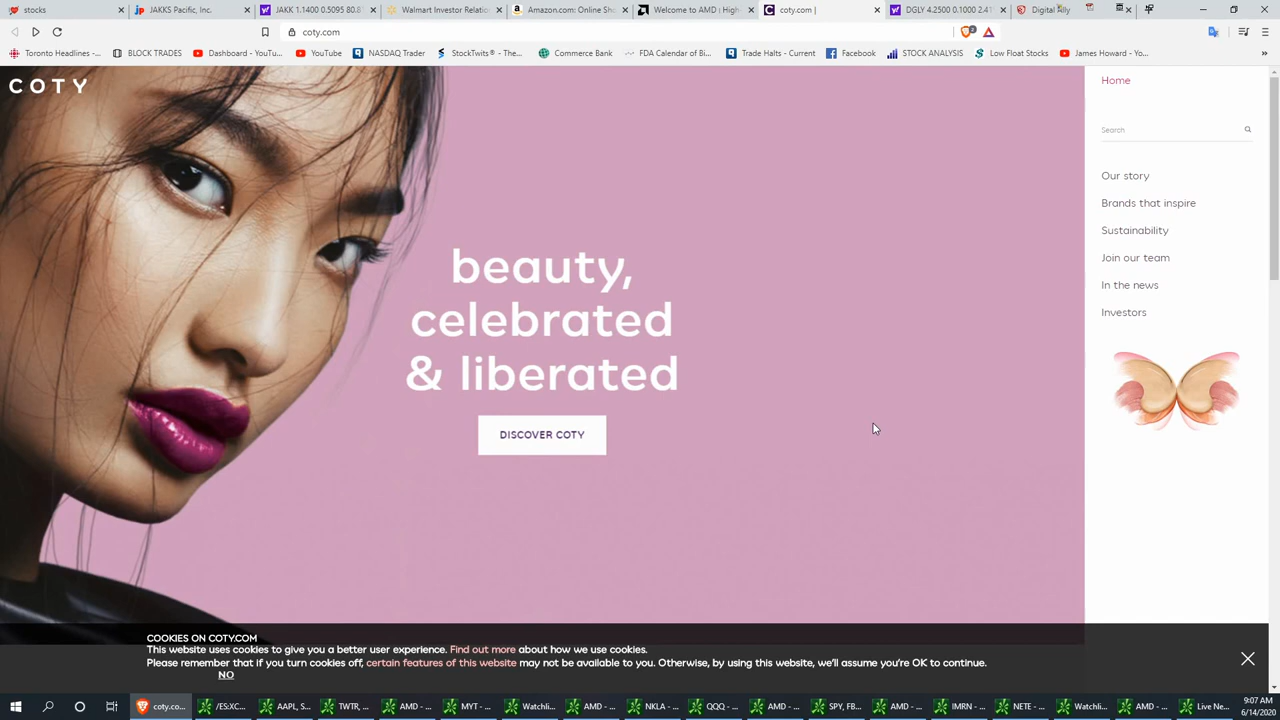 stocks
JAKKS Pacific, Inc.
JAKK 1.1400 0.5095 80.8
Walmart Investor Relatio
Amazon.com: Online Sho
Welcome to AMD | High-
coty.com |
DGLY 4.2500 0.1000 2.41
Digital Ally
coty.com
2
Toronto Headlines -...
BLOCK TRADES
Dashboard - YouTu...
YouTube
NASDAQ Trader
StockTwits® - The...
Commerce Bank
FDA Calendar of Bi...
Trade Halts - Current
Facebook
STOCK ANALYSIS
Low Float Stocks
James Howard - Yo...
COTY
Home
Search
Our story
Brands that inspire
Sustainability
Join our team
In the news
Investors
beauty,
celebrated
& liberated
DISCOVER COTY
COOKIES ON COTY.COM
This website uses cookies to give you a better user experience. Find out more about how we use cookies.
Please remember that if you turn cookies off, certain features of this website may not be available to you. Otherwise, by using this website, we'll assume you're OK to continue.
NO
coty.co...
/ES:XC...
AAPL, S...
TWTR, ...
AMD - ...
MYT - ...
Watchli...
AMD - ...
NKLA - ...
QQQ - ...
AMD - ...
SPY, FB...
AMD - ...
IMRN - ...
NETE - ...
Watchli...
AMD - ...
Live Ne...
9:07 AM
6/14/2020